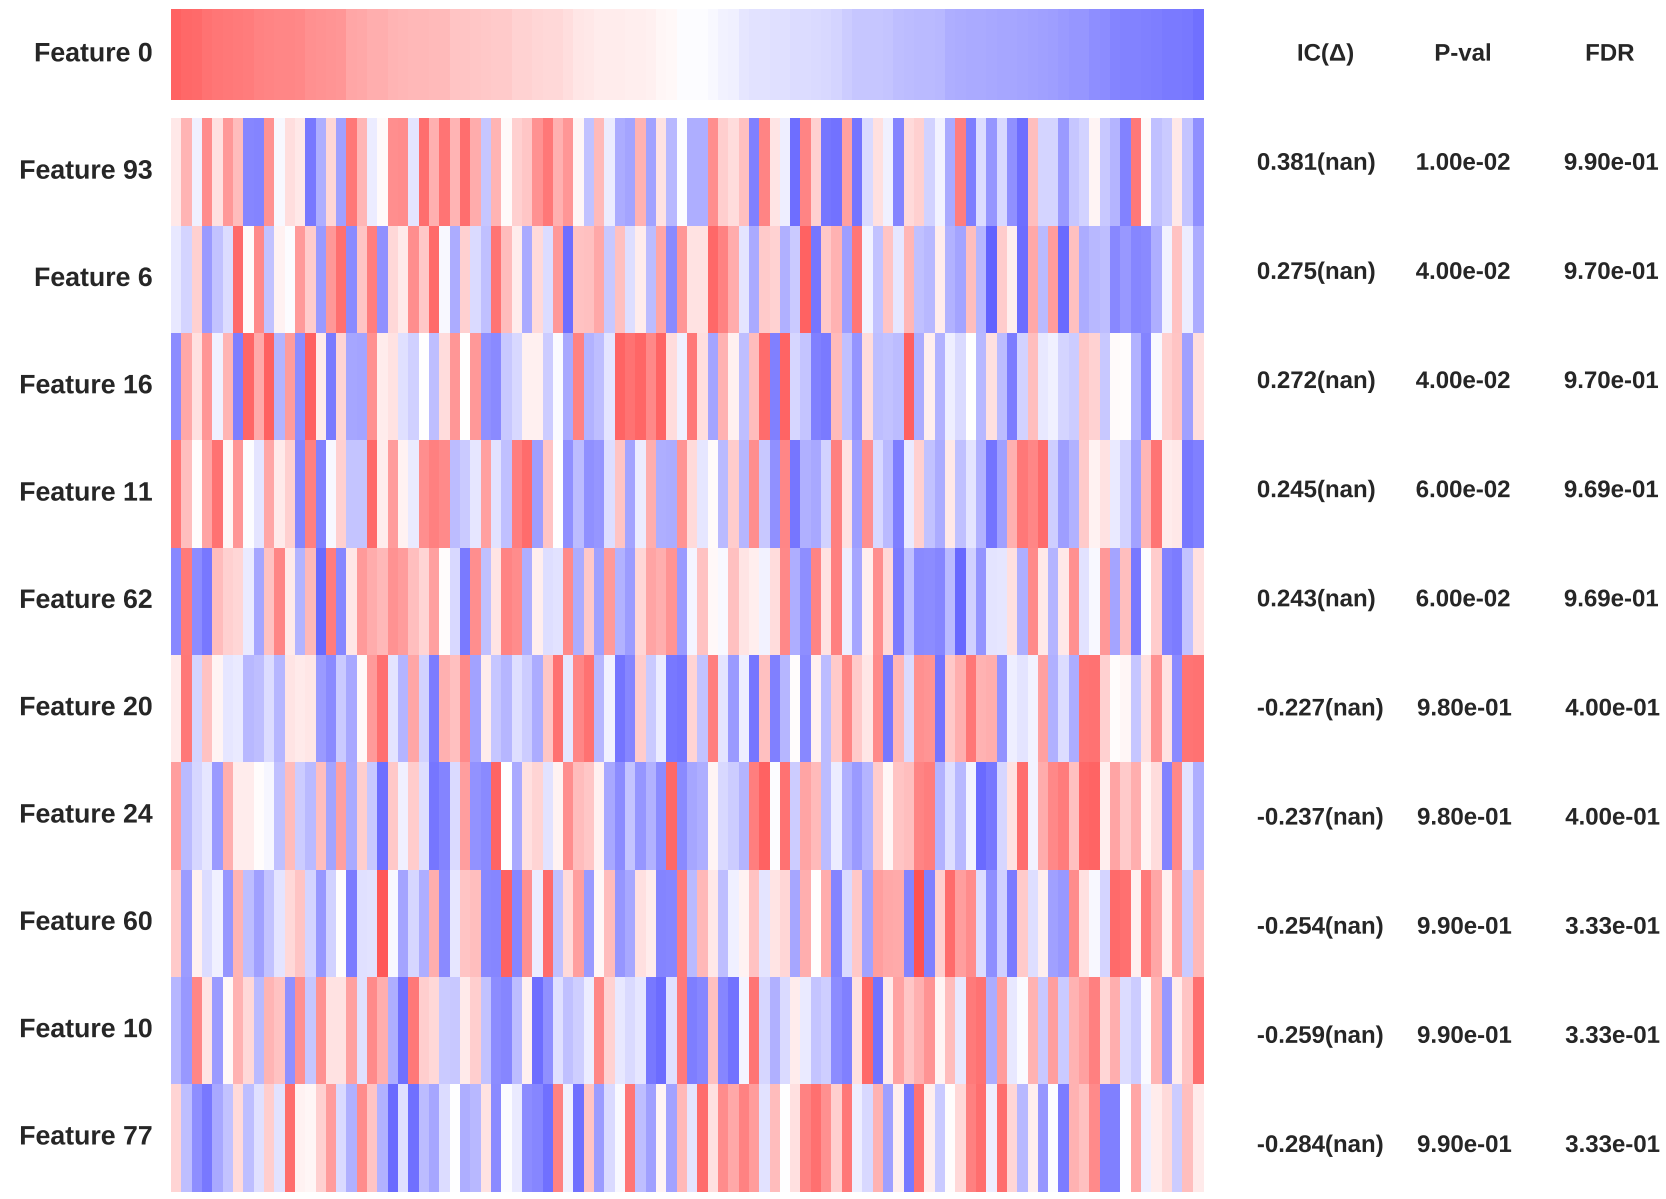 Feature 0 IC(Δ) P-val FDR
Feature 93 0.381(nan) 1.00e-02 9.90e-01
Feature 6 0.275(nan) 4.00e-02 9.70e-01
Feature 16 0.272(nan) 4.00e-02 9.70e-01
Feature 11 0.245(nan) 6.00e-02 9.69e-01
Feature 62 0.243(nan) 6.00e-02 9.69e-01
Feature 20 -0.227(nan) 9.80e-01 4.00e-01
Feature 24 -0.237(nan) 9.80e-01 4.00e-01
Feature 60 -0.254(nan) 9.90e-01 3.33e-01
Feature 10 -0.259(nan) 9.90e-01 3.33e-01
Feature 77 -0.284(nan) 9.90e-01 3.33e-01